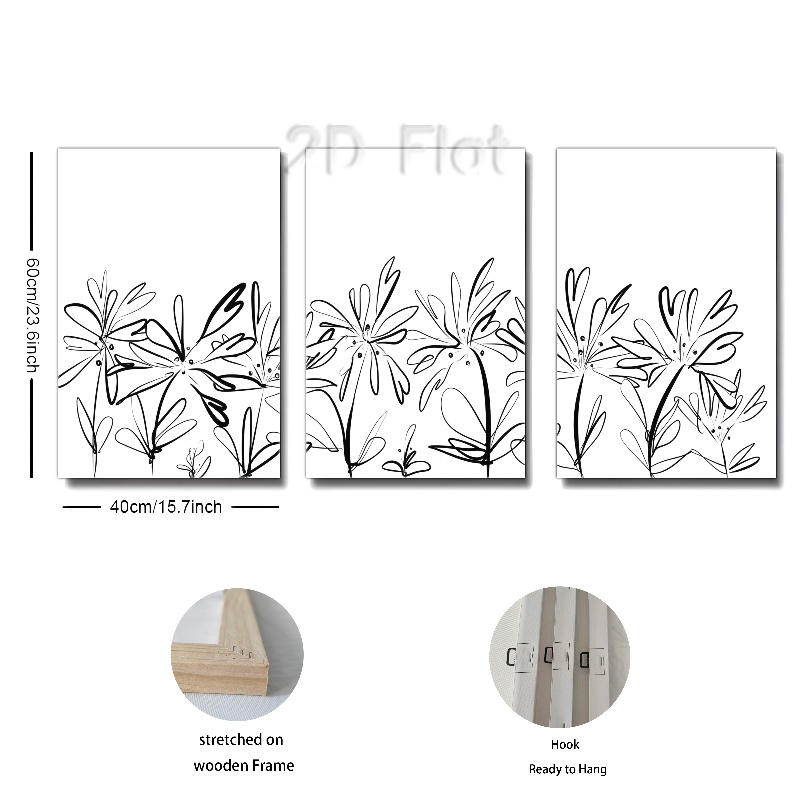 2D Flat
60cm/23.6inch
40cm/15.7inch
stretched on
wooden Frame
Hook
Ready to Hang